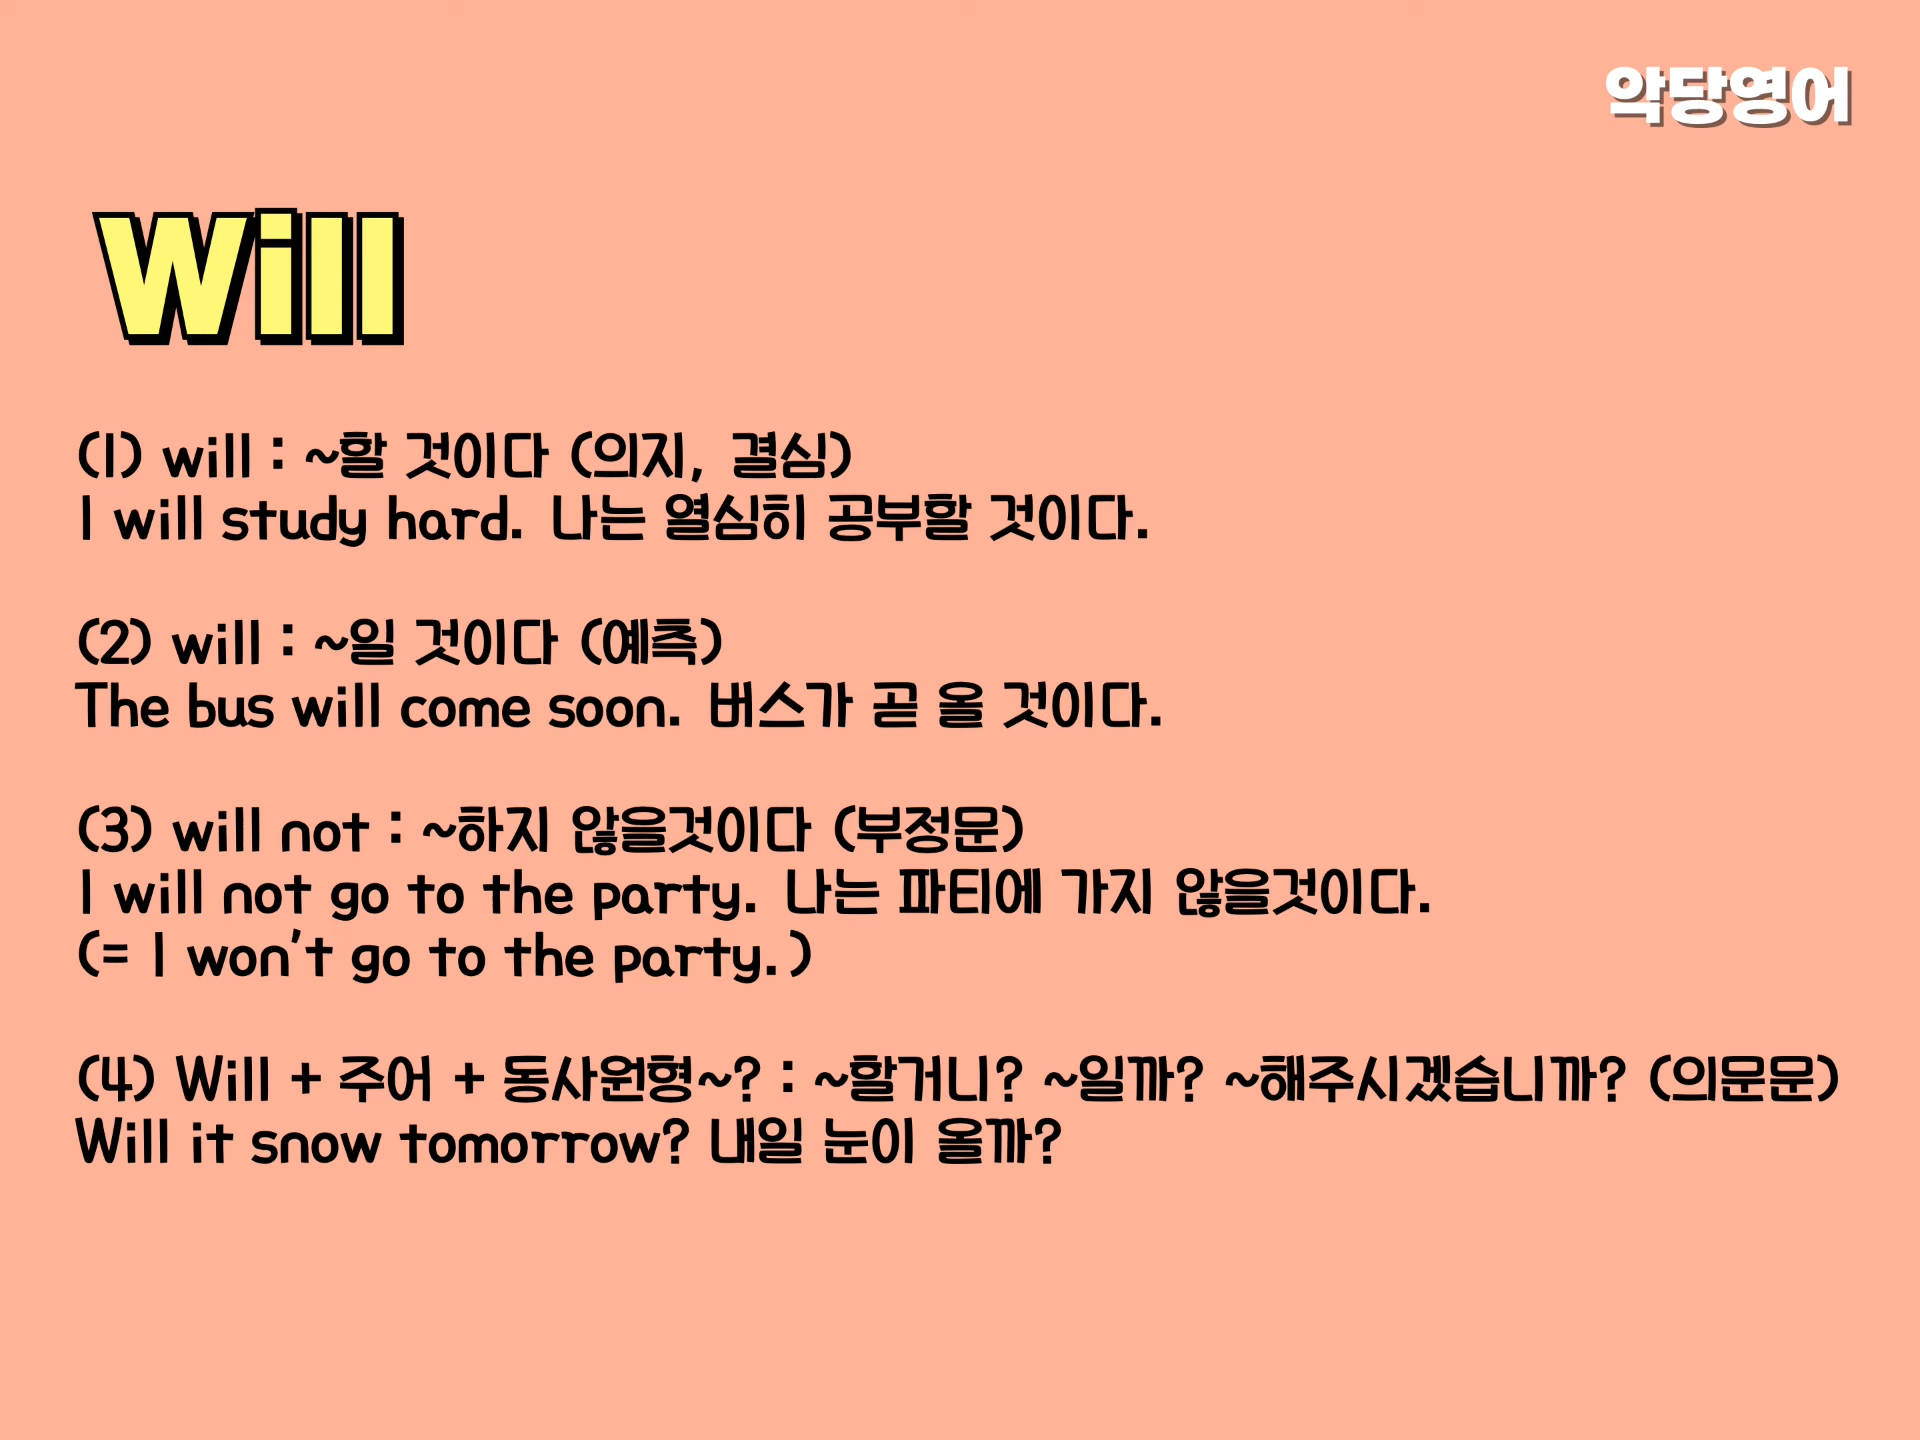 악당영어
Will
(1) will : ~할 것이다 (의지, 결심)
I will study hard. 나는 열심히 공부할 것이다.
(2) will : ~일 것이다 (예측)
The bus will come soon. 버스가 곧 올 것이다.
(3) will not : ~하지 않을것이다 (부정문)
I will not go to the party. 나는 파티에 가지 않을것이다.
(= I won't go to the party.)
(4) Will + 주어 + 동사원형~? : ~할거니? ~일까? ~해주시겠습니까? (의문문)
Will it snow tomorrow? 내일 눈이 올까?